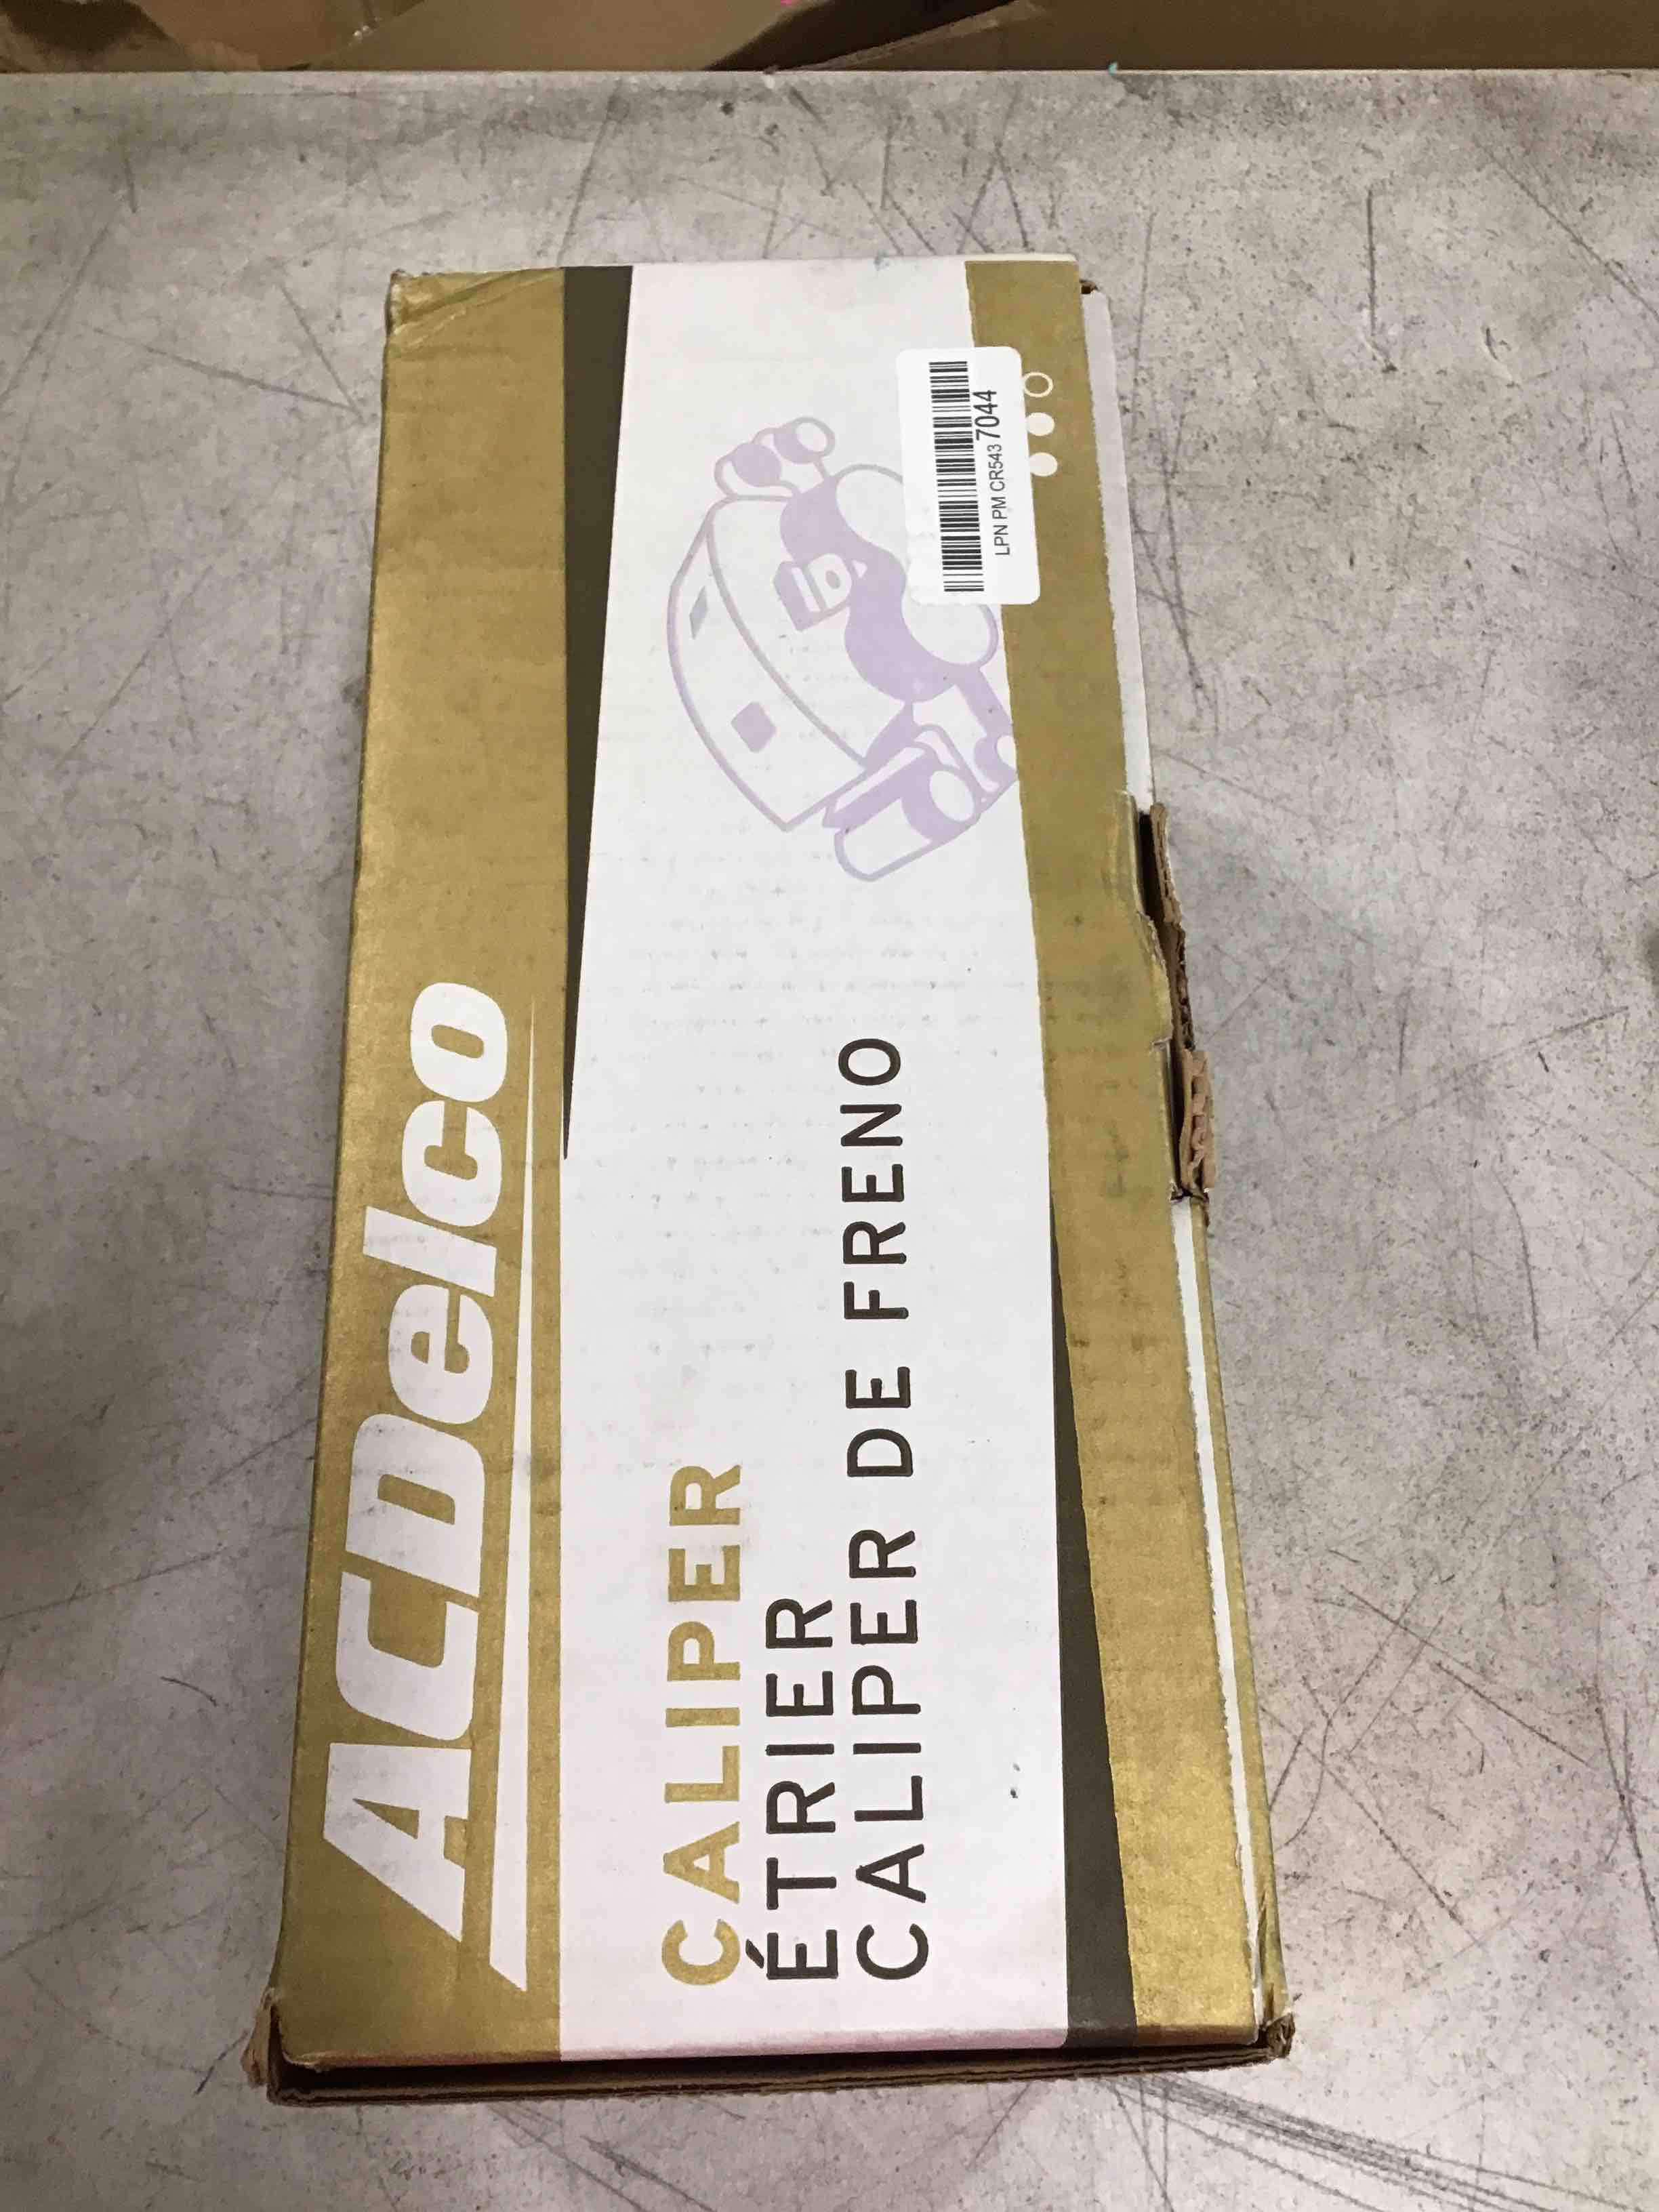 ACDelco
CALIPER
ÉTRIER
CALIPER DE FRENO
LPN PM CR5437044